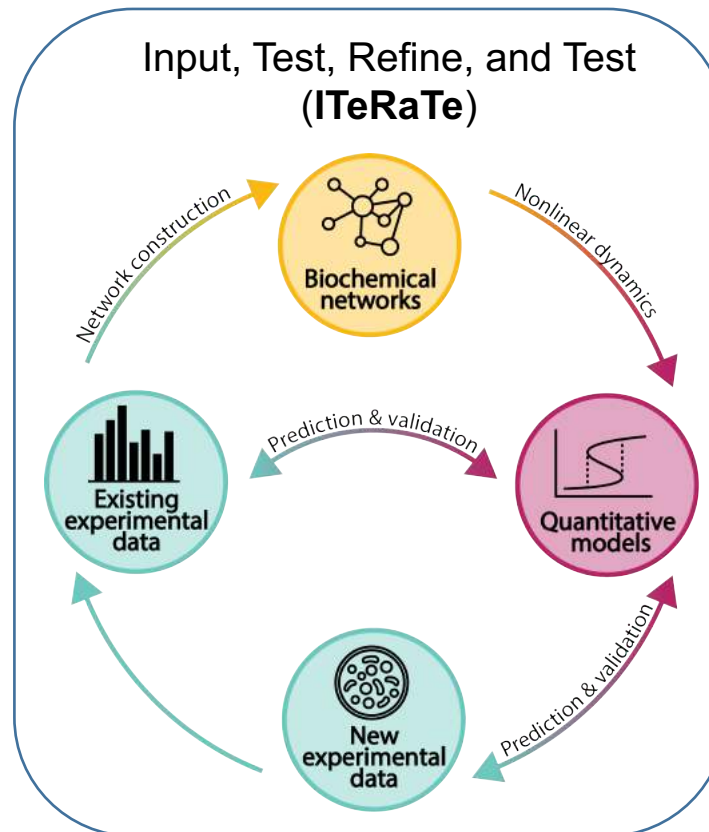 Input, Test, Refine, and Test
(ITeRaTe)
Network construction
Biochemical
networks
Nonlinear dynamics
Prediction & validation
Existing
experimental
data
Quantitative
models
New
experimental
data
Prediction & validation